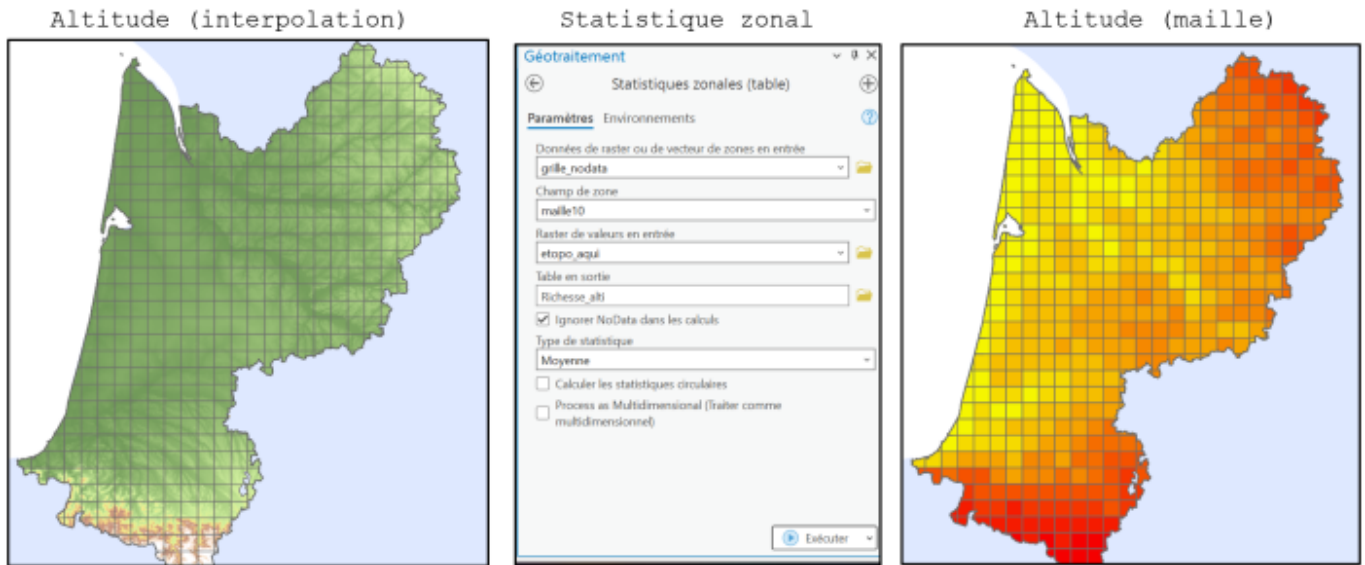 Altitude (interpolation)
Statistique zonal
Altitude (maille)
Géotraitement
Statistiques zonales (table)
Paramètres Environnements
Données de raster ou de vecteur de zones en entrée
grille_nodata
Champ de zone
maille10
Raster de valeurs en entrée
etopo_aqui
Table en sortie
Richesse_alti
Ignorer NoData dans les calculs
Type de statistique
Moyenne
Calculer les statistiques circulaires
Process as Multidimensional (Traiter comme
multidimensionnel)
Exécuter